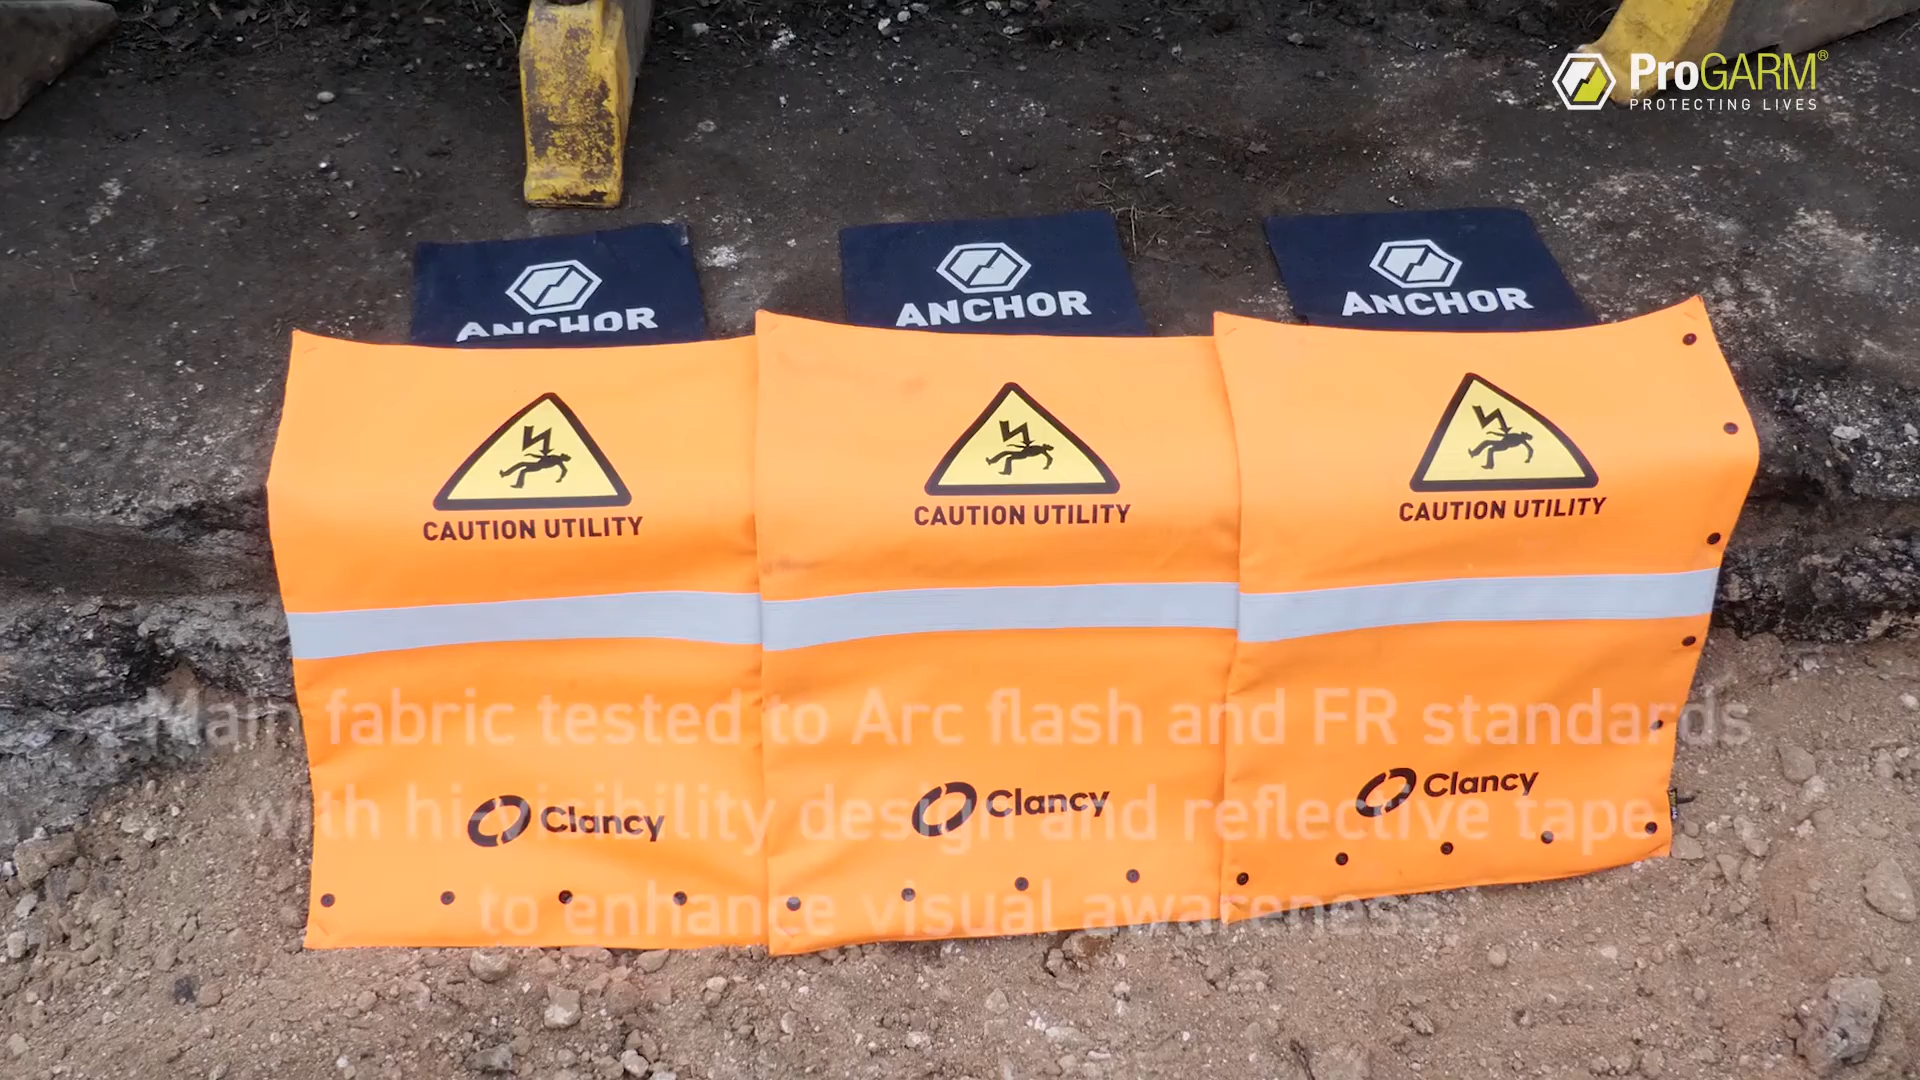 ProGARM®
PROTECTING LIVES
ANCHOR
ANCHOR
ANCHOR
CAUTION UTILITY
CAUTION UTILITY
CAUTION UTILITY
Main fabric tested to Arc flash and FR standards
with hi-visibility design and reflective tape
to enhance visual awareness
Clancy
Clancy
Clancy